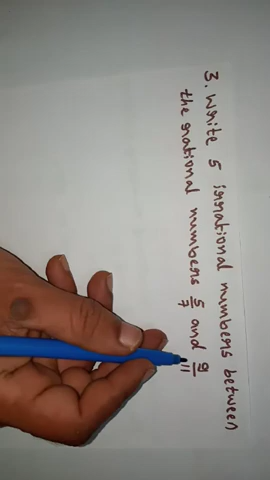 3. Write 5 irrational numbers between
the rational numbers 5/7 and 9/11